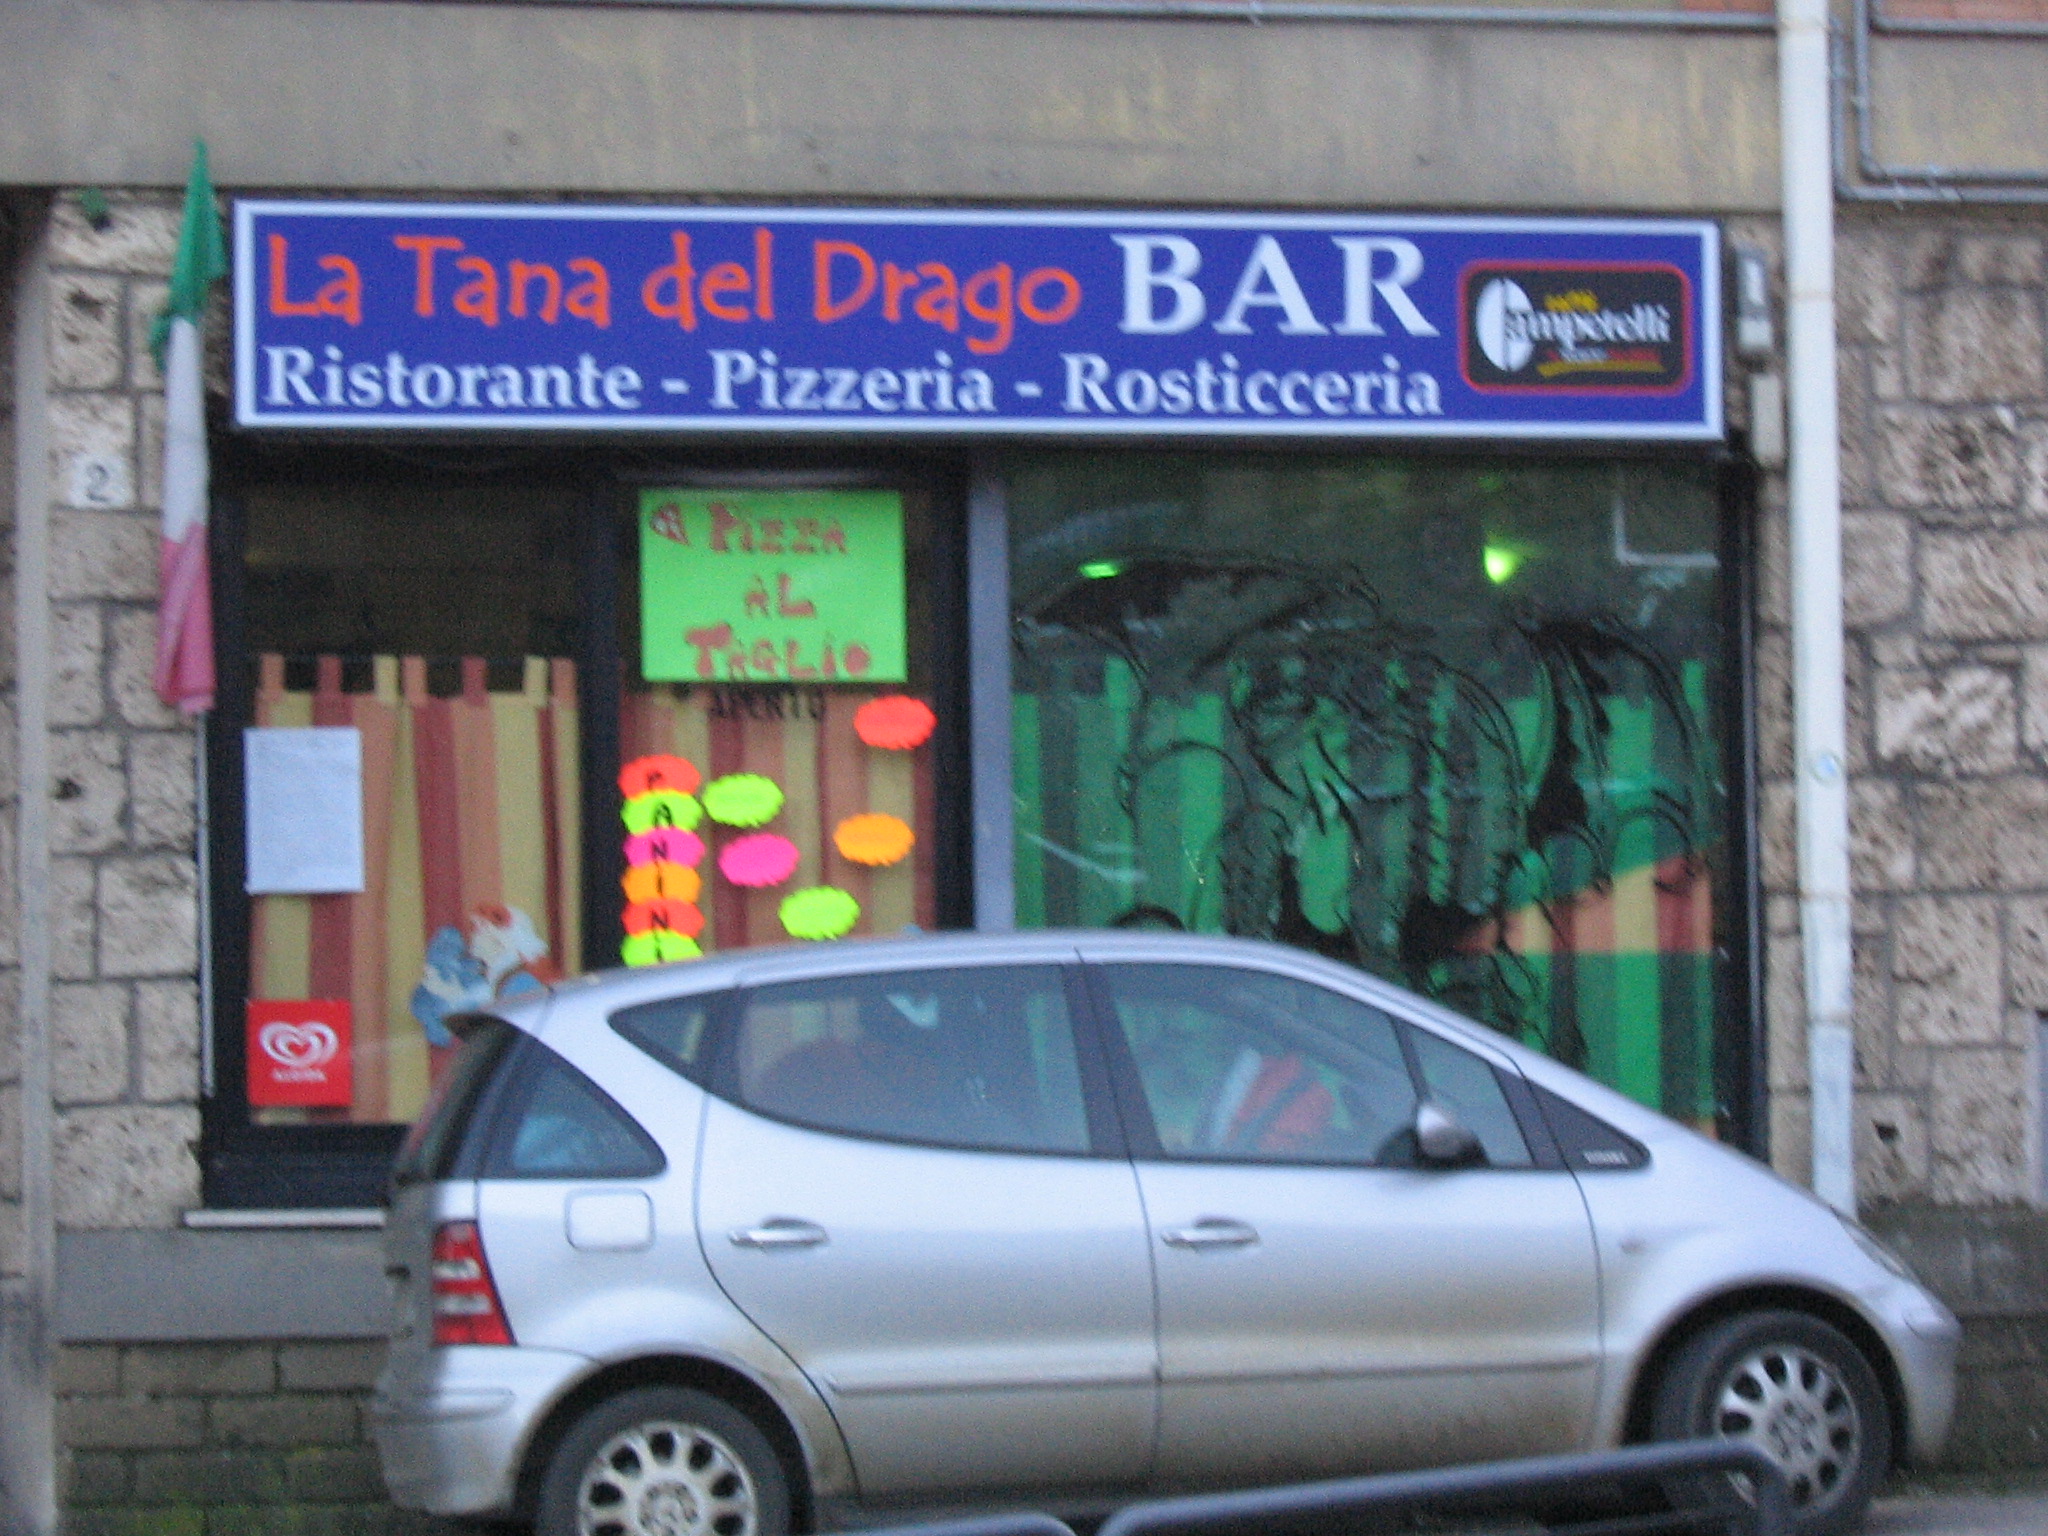 La Tana del Drago BAR
Ristorante - Pizzeria - Rosticceria
2
PIZZA
AL
TAGLIO
APERTO
PANINI